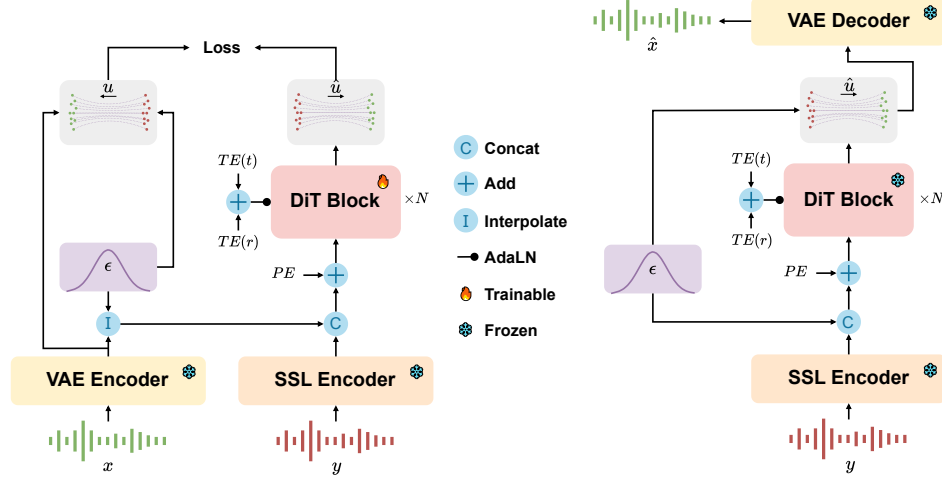 Loss
u
û
TE(t)
TE(r)
DiT Block
×N
ϵ
PE
I
C
VAE Encoder
SSL Encoder
x
y
C Concat
+ Add
I Interpolate
AdaLN
Trainable
Frozen
VAE Decoder
x̂
û
TE(t)
TE(r)
DiT Block
×N
ϵ
PE
+
C
SSL Encoder
y